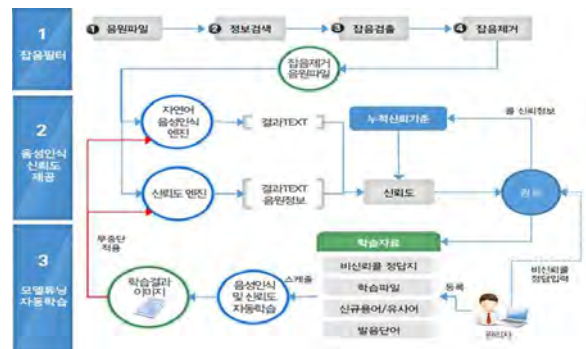 1
잡음필터
1 음원파일
2 정보검색
3 잡음검출
4 잡음제거
잡음제거
음원파일
2
음성인식
신뢰도
제공
자연어
음성인식
엔진
결과TEXT
누적신뢰기준
콜 신뢰정보
신뢰도 엔진
결과TEXT
음원정보
신뢰도
무중단
적용
3
모델튜닝
자동학습
학습결과
이미지
음성인식
및 신뢰도
자동학습
스케줄
학습자료
비신뢰콜 정답지
학습파일
신규용어/유사어
발음단어
등록
관리자
비신뢰콜
정답입력